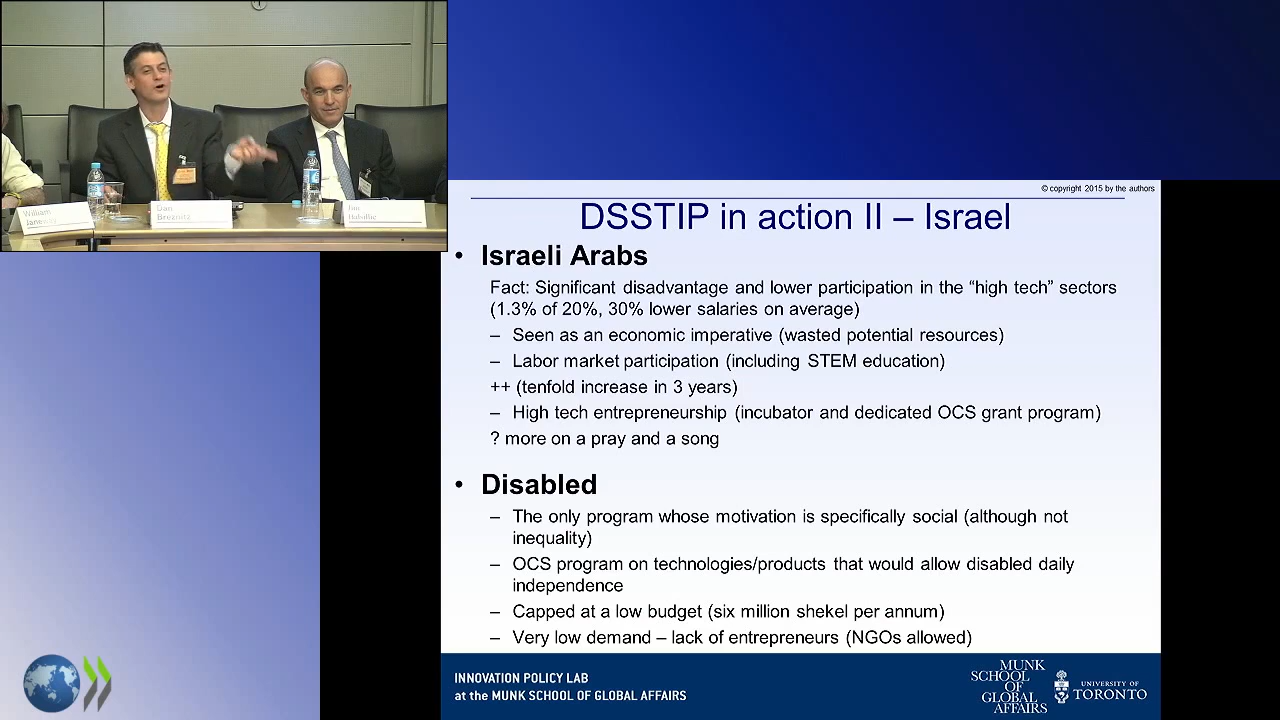 William
Dan
Breznitz
© copyright 2015 by the authors
DSSTIP in action II – Israel
• Israeli Arabs
Fact: Significant disadvantage and lower participation in the “high tech” sectors
(1.3% of 20%, 30% lower salaries on average)
– Seen as an economic imperative (wasted potential resources)
– Labor market participation (including STEM education)
++ (tenfold increase in 3 years)
– High tech entrepreneurship (incubator and dedicated OCS grant program)
? more on a pray and a song
• Disabled
– The only program whose motivation is specifically social (although not
inequality)
– OCS program on technologies/products that would allow disabled daily
independence
– Capped at a low budget (six million shekel per annum)
– Very low demand – lack of entrepreneurs (NGOs allowed)
INNOVATION POLICY LAB
at the MUNK SCHOOL OF GLOBAL AFFAIRS
MUNK
SCHOOL
OF
GLOBAL
AFFAIRS
UNIVERSITY OF
TORONTO